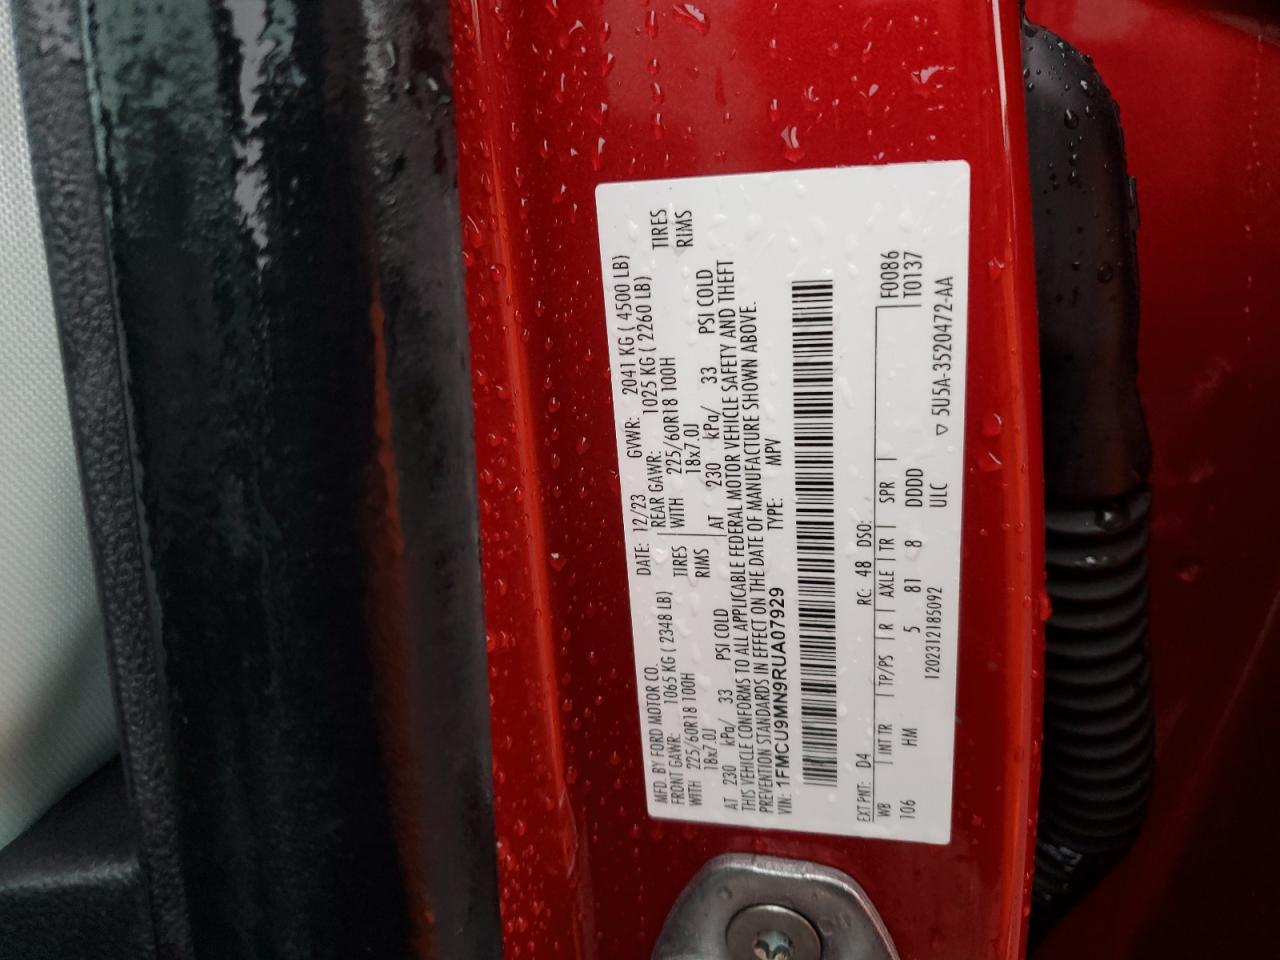 MFD. BY FORD MOTOR CO.
DATE: 12/23 GVWR: 2041 KG ( 4500 LB)
FRONT GAWR: 1065 KG ( 2348 LB)
REAR GAWR: 1025 KG ( 2260 LB)
WITH 225/60R18 100H TIRES
WITH 225/60R18 100H TIRES
18x7.0J RIMS
18x7.0J RIMS
AT 230 kPa/ 33 PSI COLD
AT 230 kPa/ 33 PSI COLD
THIS VEHICLE CONFORMS TO ALL APPLICABLE FEDERAL MOTOR VEHICLE SAFETY AND THEFT
PREVENTION STANDARDS IN EFFECT ON THE DATE OF MANUFACTURE SHOWN ABOVE.
VIN: 1FMCU9MN9RUA07929 TYPE: MPV
EXT PNT: D4 RC: 48 DSO: F0086
WB INT TR TP/PS R AXLE TR SPR T0137
106 HM 5 81 8 DDDD
1202312185092 ULC ▽ 5U5A-3520472-AA